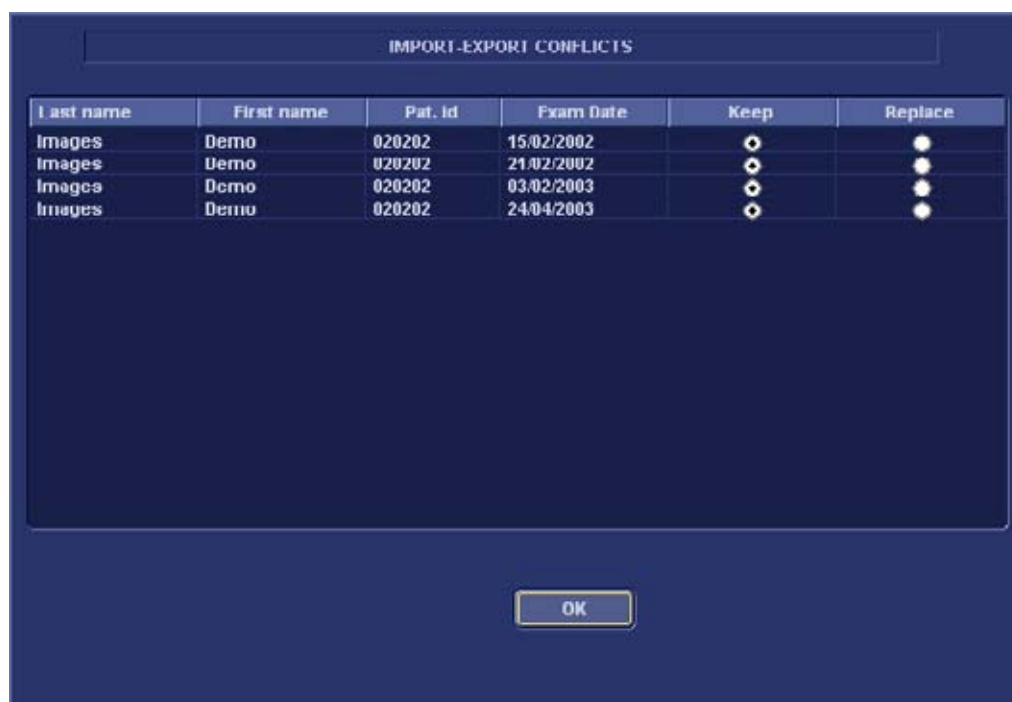 IMPORT-EXPORT CONFLICTS
Last name First name Pat. Id Exam Date Keep Replace
Images Demo 020202 15/02/2002
Images Demo 020202 21/02/2002
Images Demo 020202 03/02/2003
Images Demo 020202 24/04/2003
OK